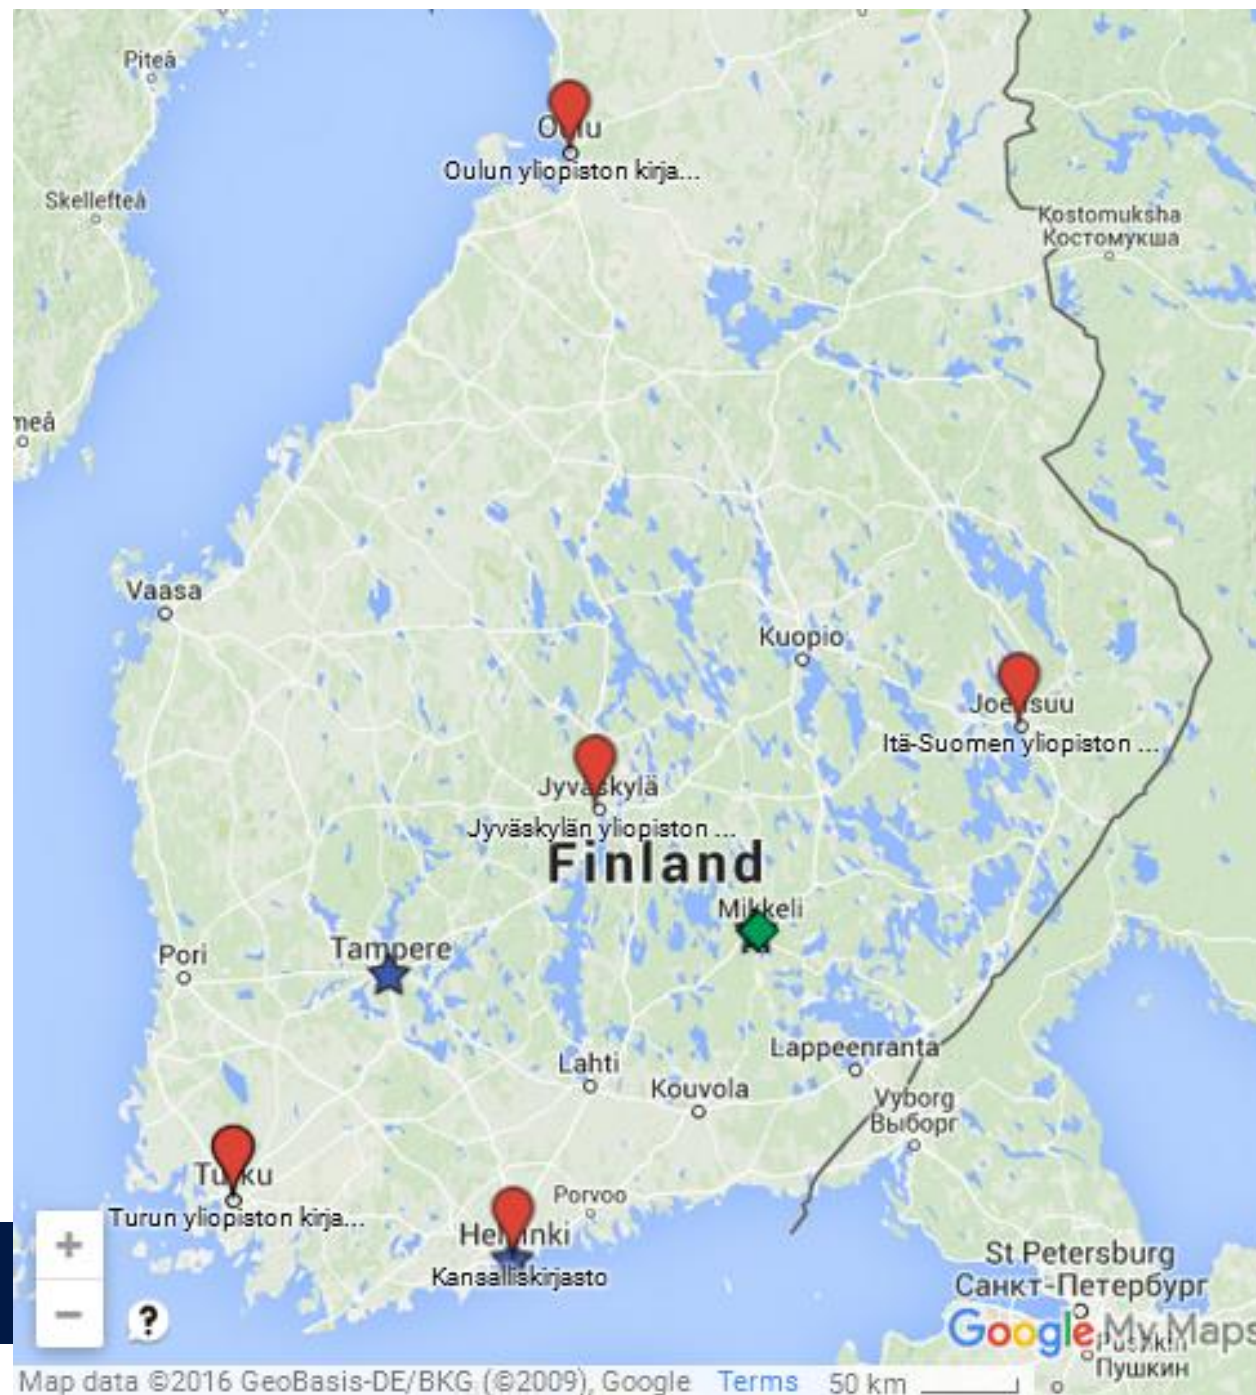 Piteå
Oulu
Oulun yliopiston kirja...
Skellefteå
Kostomuksha
Костомукша
meå
Vaasa
Kuopio
Joensuu
Itä-Suomen yliopiston ...
Jyväskylä
Jyväskylän yliopiston ...
Finland
Mikkeli
Tampere
Pori
Lappeenranta
Lahti
Kouvola
Vyborg
Выборг
Turku
Turun yliopiston kirja...
Porvoo
Helsinki
Kansalliskirjasto
St Petersburg
Санкт-Петербург
+
−
?
Google My Maps
Pushkin
Пушкин
Map data ©2016 GeoBasis-DE/BKG (©2009), Google Terms 50 km